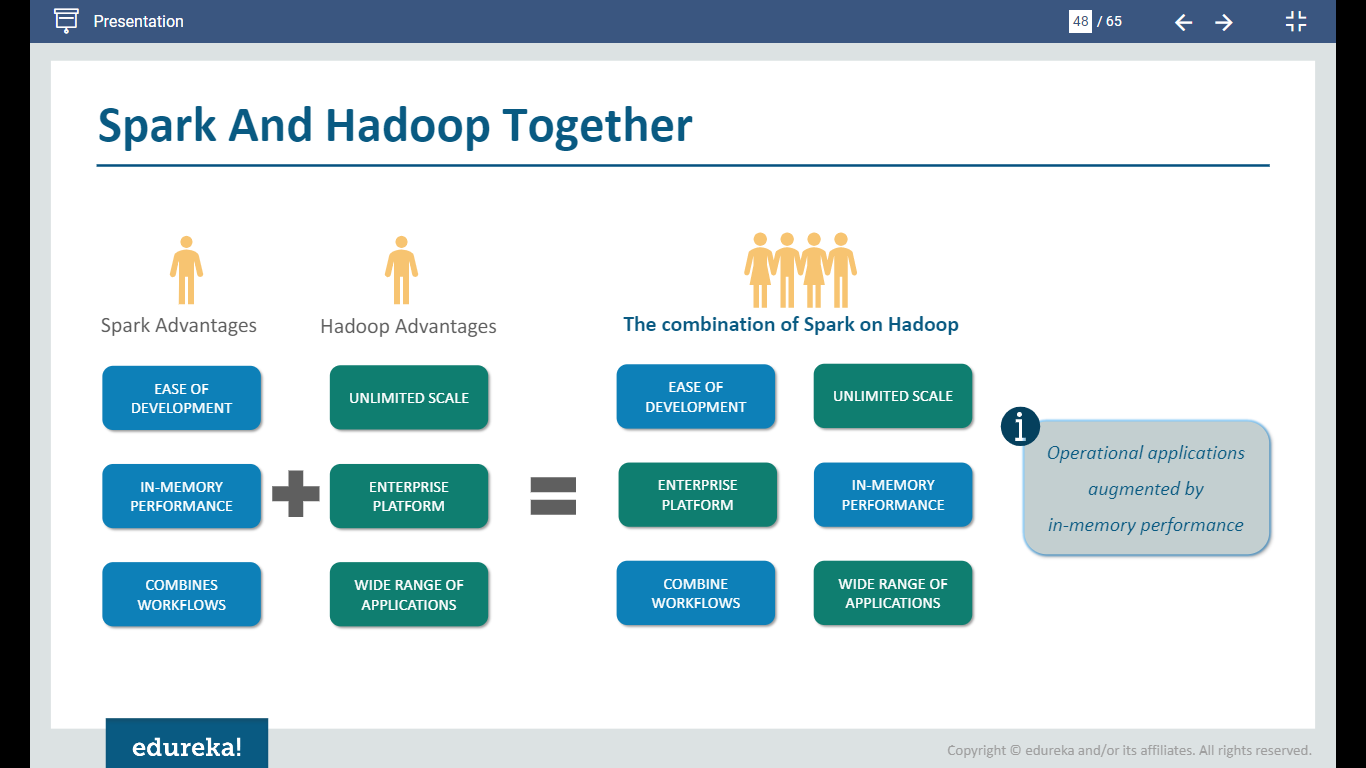 Presentation
48 / 65
Spark And Hadoop Together
Spark Advantages
Hadoop Advantages
The combination of Spark on Hadoop
EASE OF
DEVELOPMENT
UNLIMITED SCALE
EASE OF
DEVELOPMENT
UNLIMITED SCALE
IN-MEMORY
PERFORMANCE
ENTERPRISE
PLATFORM
ENTERPRISE
PLATFORM
IN-MEMORY
PERFORMANCE
COMBINES
WORKFLOWS
WIDE RANGE OF
APPLICATIONS
COMBINE
WORKFLOWS
WIDE RANGE OF
APPLICATIONS
i
Operational applications
augmented by
in-memory performance
edureka!
Copyright © edureka and/or its affiliates. All rights reserved.